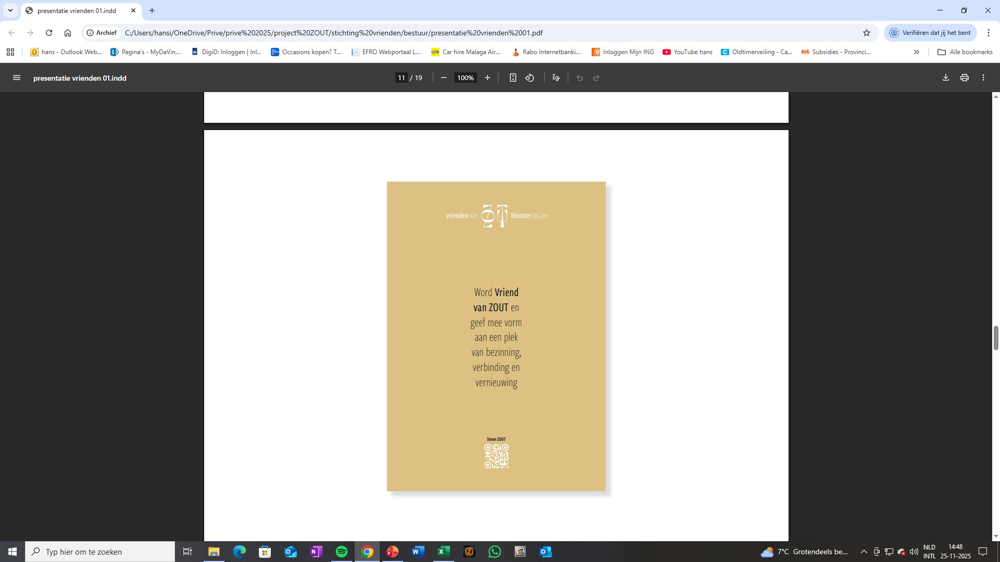 presentatie vrienden 01.indd
Archief C:/Users/hansi/OneDrive/Prive/prive%202025/project%20ZOUT/stichting%20vrienden/bestuur/presentatie%20vrienden%2001.pdf Verifiëren dat jij het bent
hans - Outlook Web... Pagina's - MyDaVin... DigiD: Inloggen | Inl... Occasions kopen? T... EFRO Webportaal L... Car hire Malaga Air... Rabo Internetbanki... Inloggen Mijn ING YouTube hans Oldtimerveiling - Ca... Subsidies - Provinci... » Alle bookmarks
presentatie vrienden 01.indd 11 / 19 100%
vrienden van ZT klooster bij zee
Word Vriend
van ZOUT en
geef mee vorm
aan een plek
van bezinning,
verbinding en
vernieuwing
Steun ZOUT
Typ hier om te zoeken 7°C Grotendeels be... NLD 14:48
INTL 25-11-2025